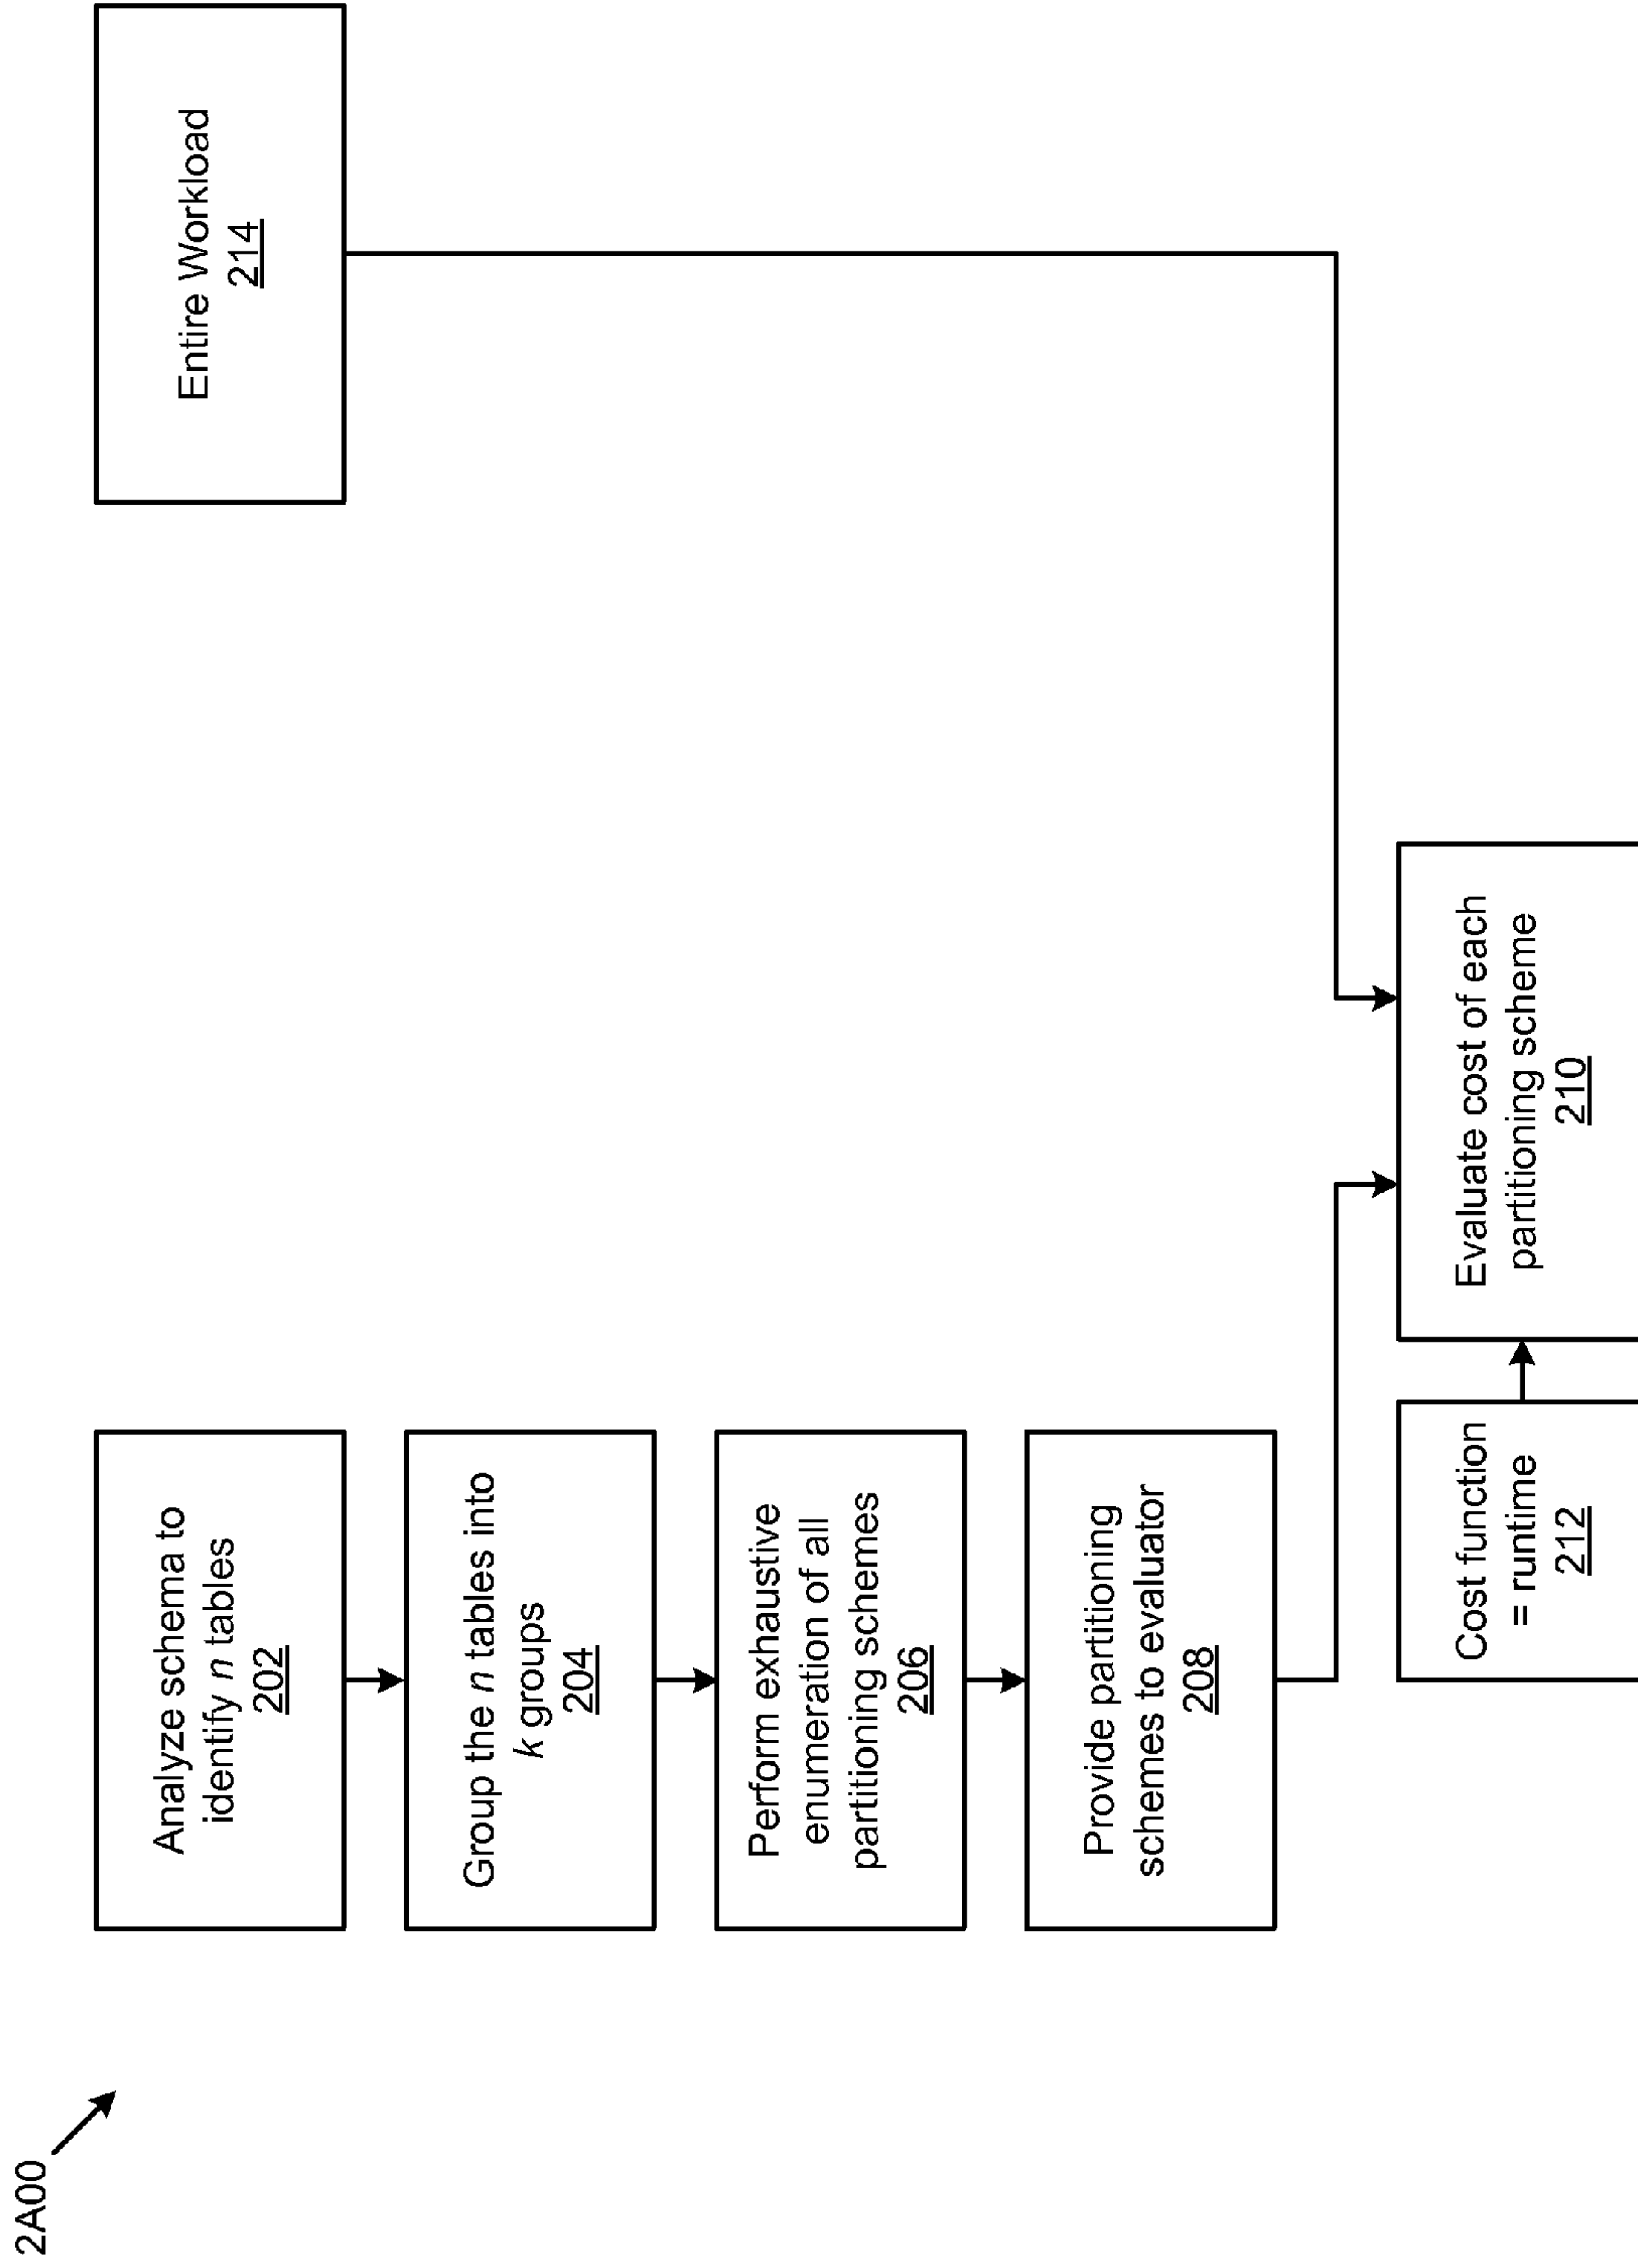 2A00
Analyze schema to
identify n tables
202
Group the n tables into
k groups
204
Perform exhaustive
enumeration of all
partitioning schemes
206
Provide partitioning
schemes to evaluator
208
Cost function
= runtime
212
Evaluate cost of each
partitioning scheme
210
Entire Workload
214